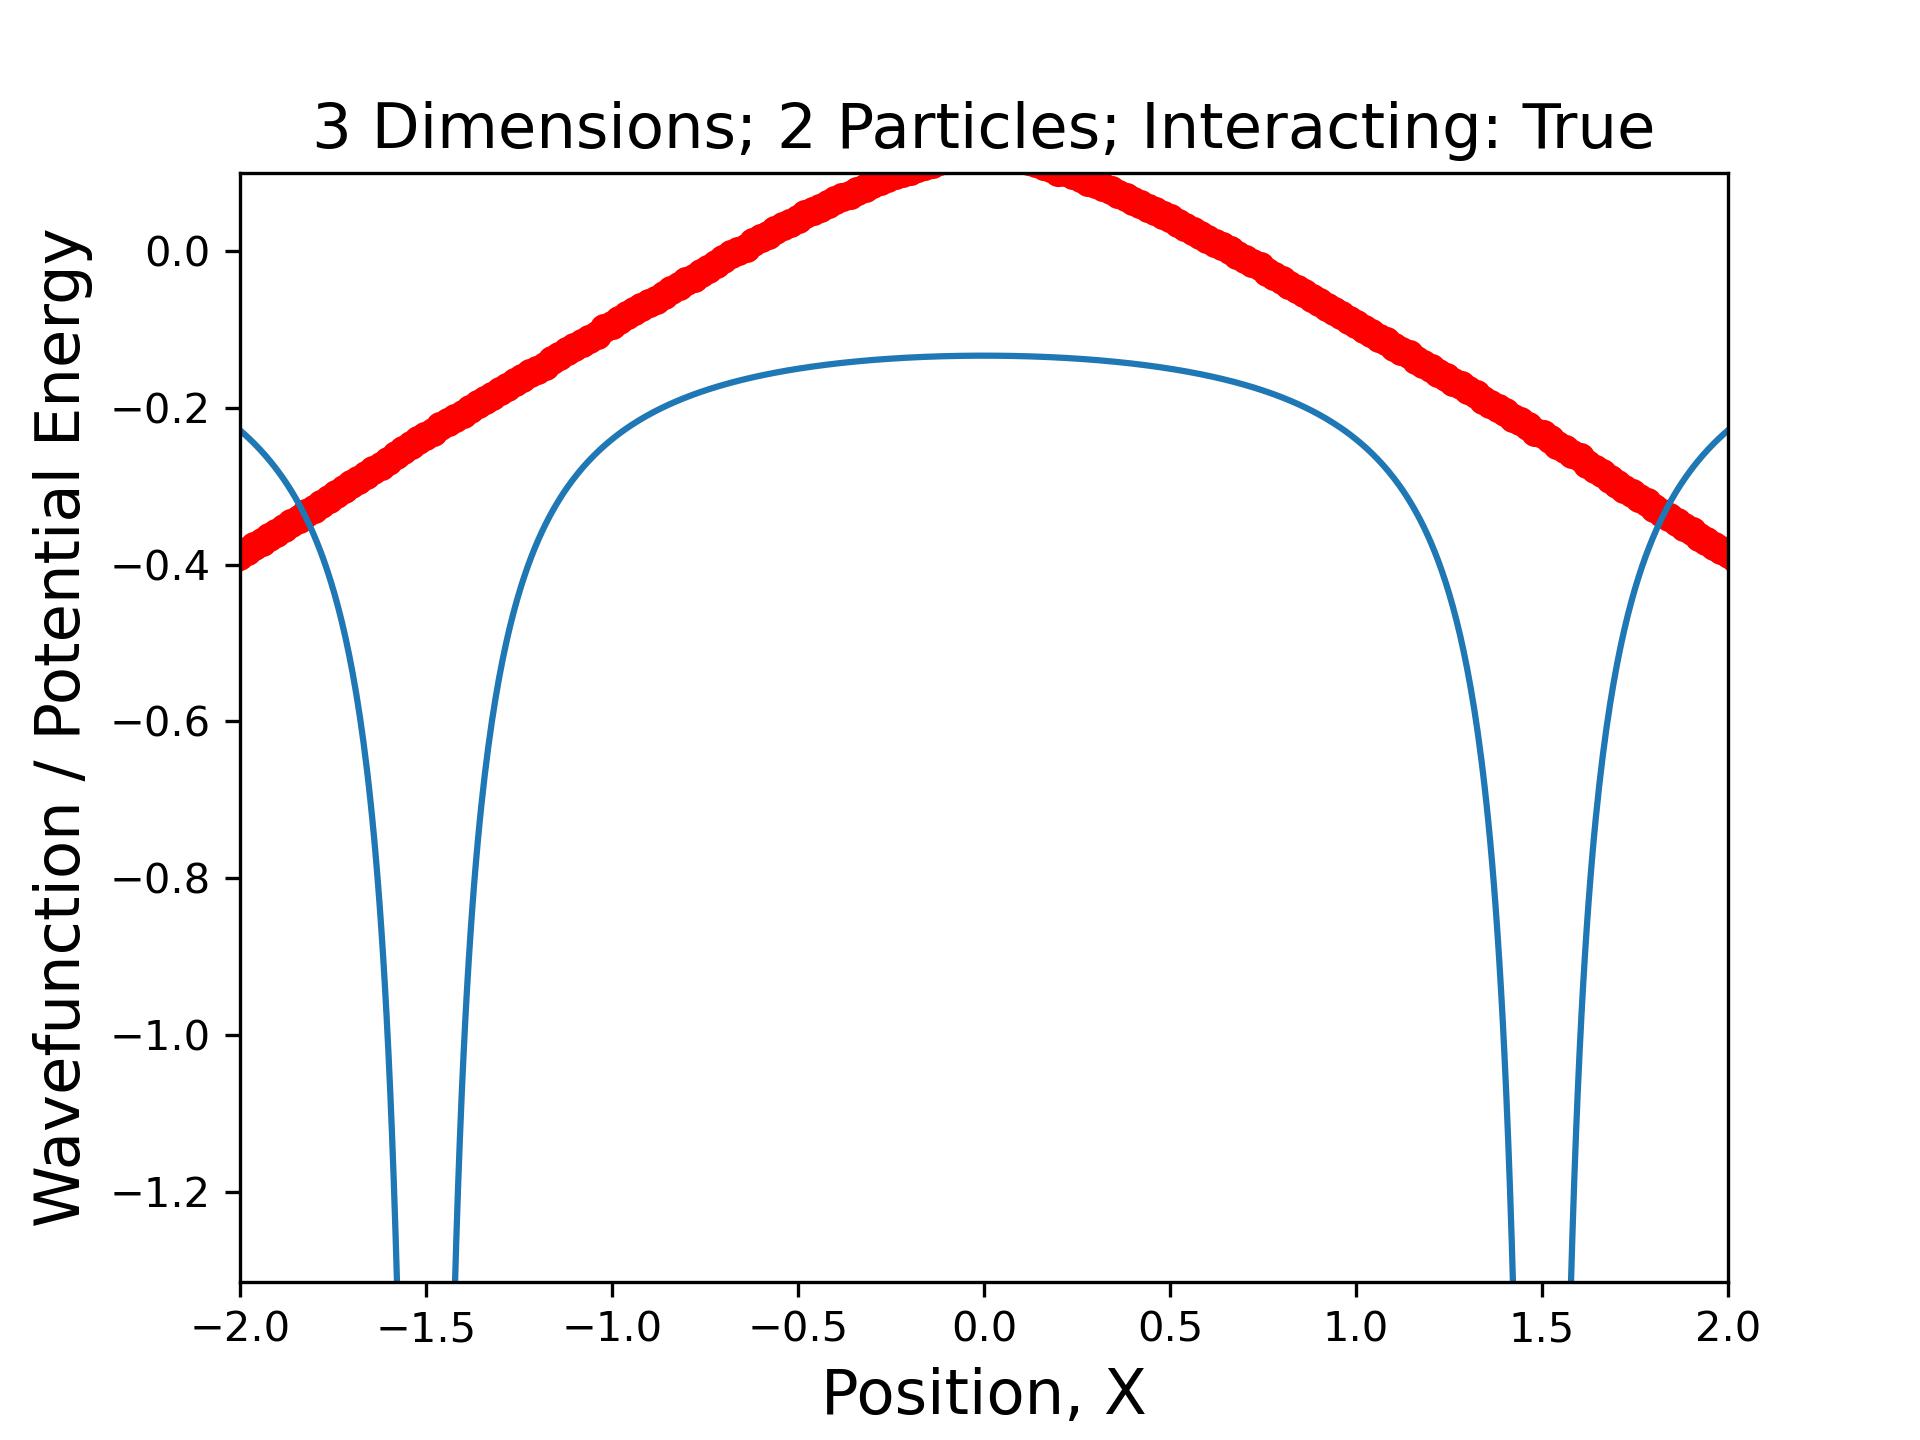 3 Dimensions; 2 Particles; Interacting: True
Wavefunction / Potential Energy
0.0
−0.2
−0.4
−0.6
−0.8
−1.0
−1.2
−2.0 −1.5 −1.0 −0.5 0.0 0.5 1.0 1.5 2.0
Position, X